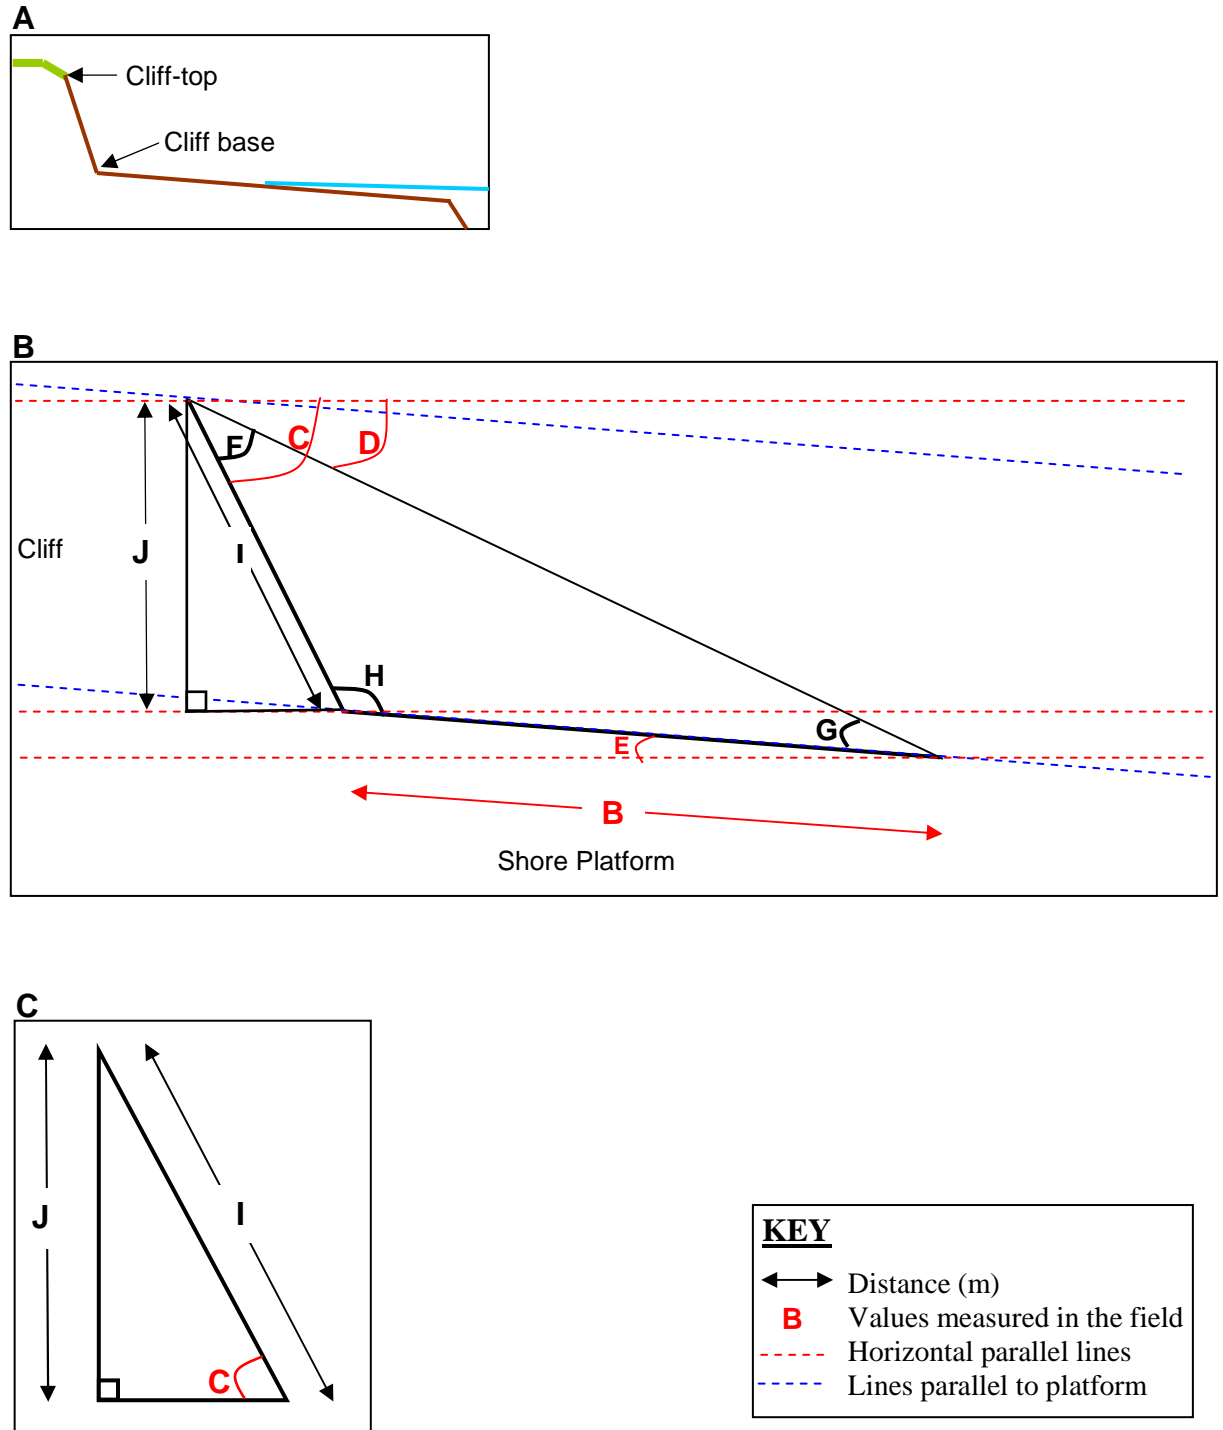 A
Cliff-top
Cliff base
B
F
C
D
Cliff
J
I
H
G
E
B
Shore Platform
C
J
I
C
KEY
Distance (m)
B Values measured in the field
Horizontal parallel lines
Lines parallel to platform